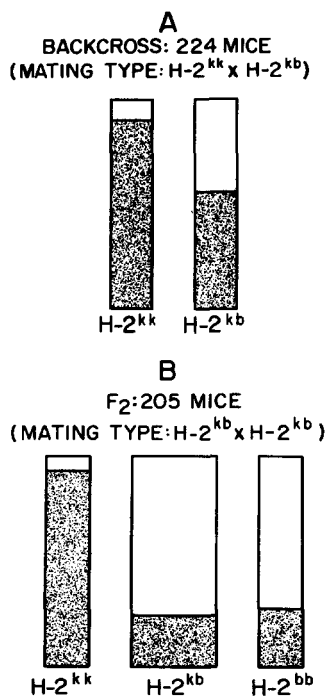 A
BACKCROSS: 224 MICE
(MATING TYPE: H-2kk x H-2kb)
H-2kk H-2kb
B
F2: 205 MICE
(MATING TYPE: H-2kb x H-2kb)
H-2kk H-2kb H-2bb